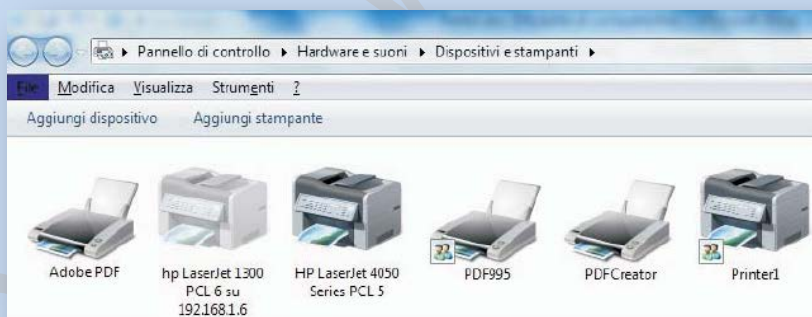 Pannello di controllo ▸ Hardware e suoni ▸ Dispositivi e stampanti ▸
File Modifica Visualizza Strumenti ?
Aggiungi dispositivo Aggiungi stampante
Adobe PDF
hp LaserJet 1300
PCL 6 su
192.168.1.6
HP LaserJet 4050
Series PCL 5
PDF995
PDFCreator
Printer1